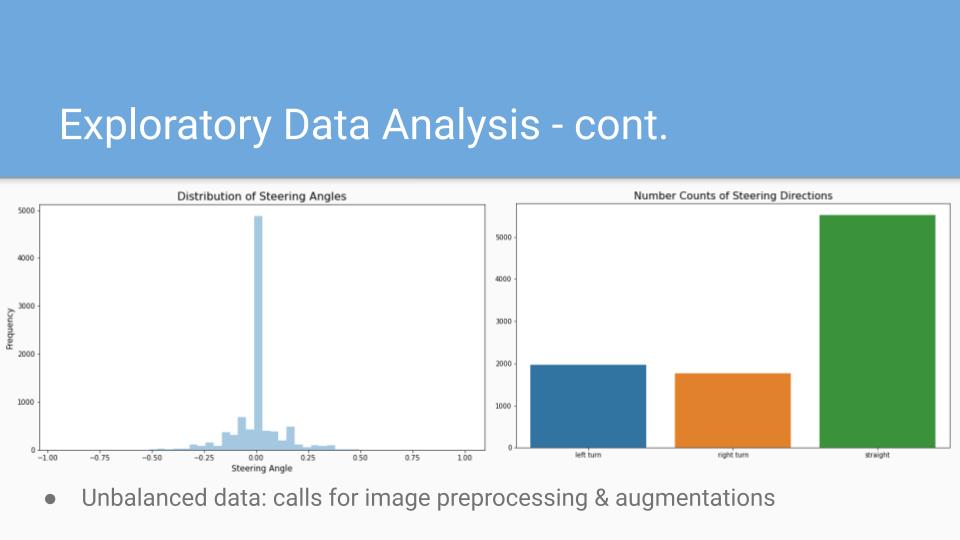 Exploratory Data Analysis - cont.
Distribution of Steering Angles
5000
4000
3000
2000
1000
0
Frequency
−1.00 −0.75 −0.50 −0.25 0.00 0.25 0.50 0.75 1.00
Steering Angle
Number Counts of Steering Directions
5000
4000
3000
2000
1000
0
left turn right turn straight
● Unbalanced data: calls for image preprocessing & augmentations